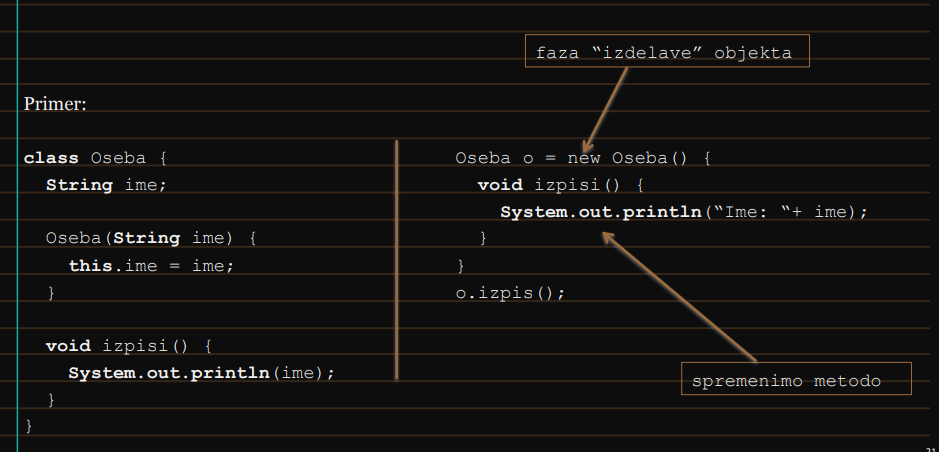 faza “izdelave” objekta
Primer:
class Oseba {
String ime;
Oseba(String ime) {
this.ime = ime;
}
void izpisi() {
System.out.println(ime);
}
}
Oseba o = new Oseba() {
void izpisi() {
System.out.println(“Ime: “+ ime);
}
}
o.izpis();
spremenimo metodo
21